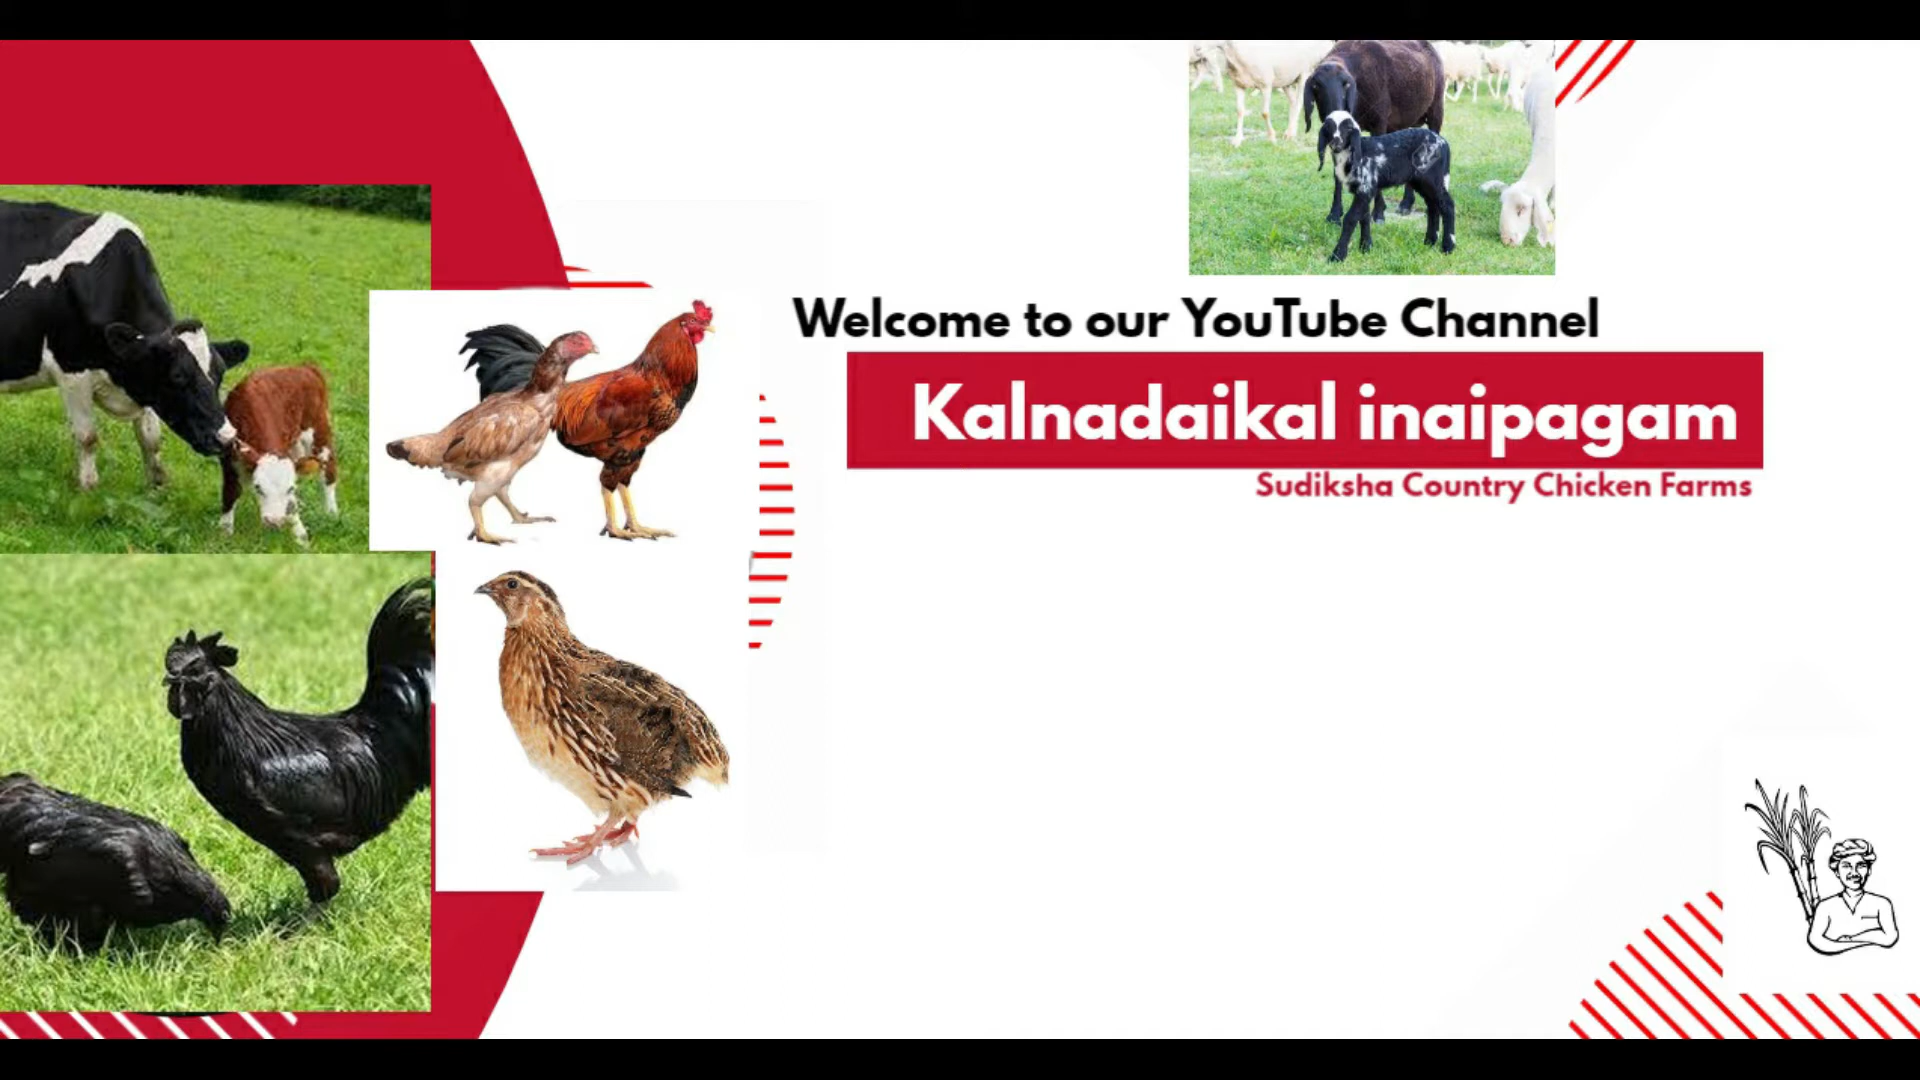 Welcome to our YouTube Channel
Kalnadaikal inaipagam
Sudiksha Country Chicken Farms